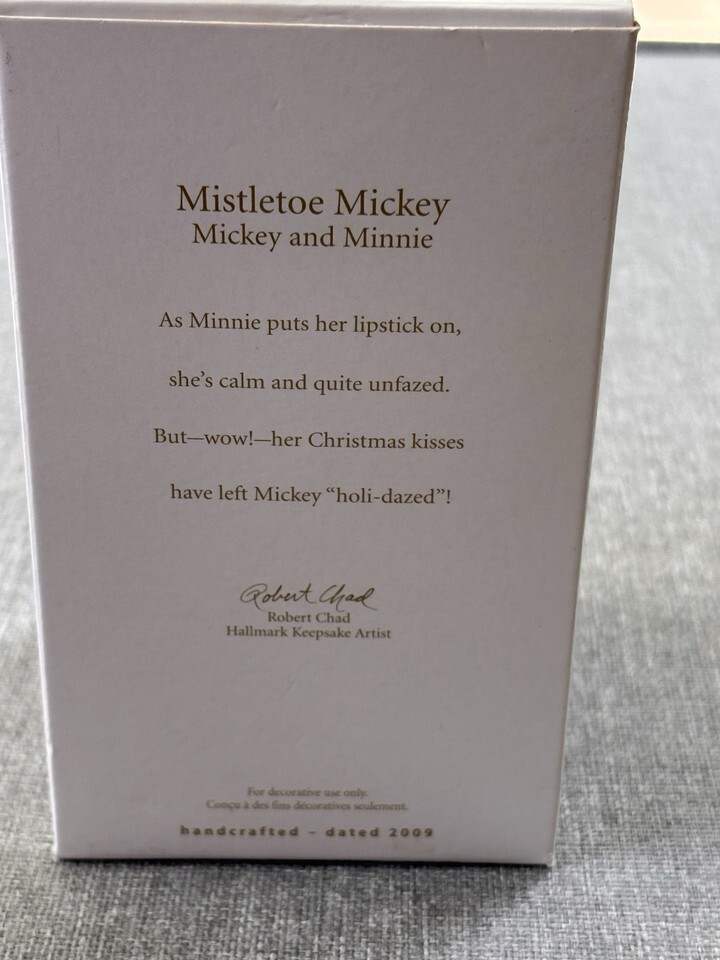 Mistletoe Mickey
Mickey and Minnie
As Minnie puts her lipstick on,
she's calm and quite unfazed.
But—wow!—her Christmas kisses
have left Mickey “holi-dazed”!
Robert Chad
Robert Chad
Hallmark Keepsake Artist
For decorative use only.
Conçu à des fins décoratives seulement.
handcrafted – dated 2009